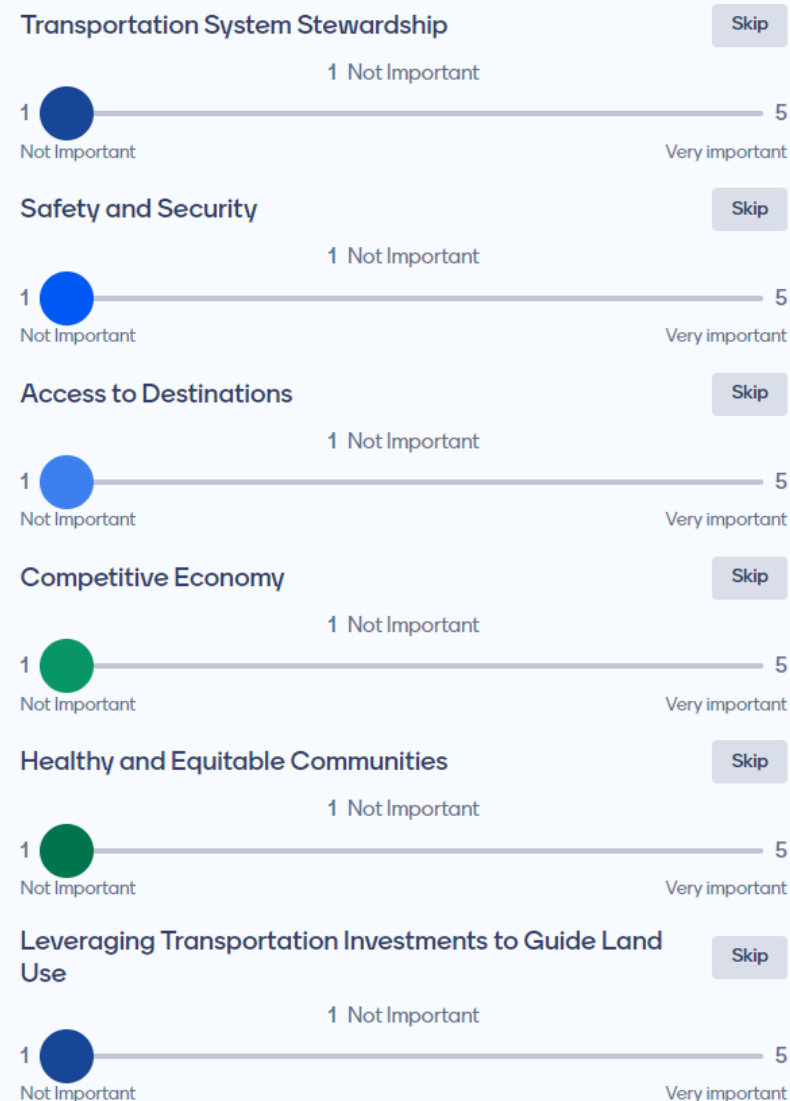 Transportation System Stewardship
Skip
1 Not Important
1
5
Not Important
Very important
Safety and Security
Skip
1 Not Important
1
5
Not Important
Very important
Access to Destinations
Skip
1 Not Important
1
5
Not Important
Very important
Competitive Economy
Skip
1 Not Important
1
5
Not Important
Very important
Healthy and Equitable Communities
Skip
1 Not Important
1
5
Not Important
Very important
Leveraging Transportation Investments to Guide Land
Use
Skip
1 Not Important
1
5
Not Important
Very important